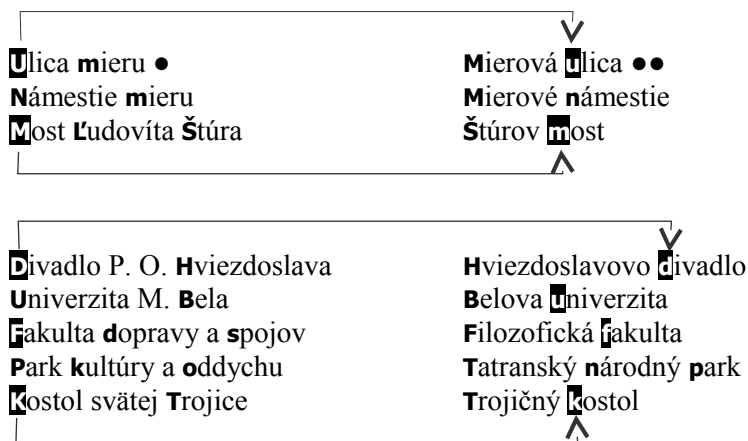 Ulica mieru ● Mierová ulica ●●
Námestie mieru Mierové námestie
Most Ľudovíta Štúra Štúrov most
Divadlo P. O. Hviezdoslava Hviezdoslavovo divadlo
Univerzita M. Bela Belova univerzita
Fakulta dopravy a spojov Filozofická fakulta
Park kultúry a oddychu Tatranský národný park
Kostol svätej Trojice Trojičný kostol